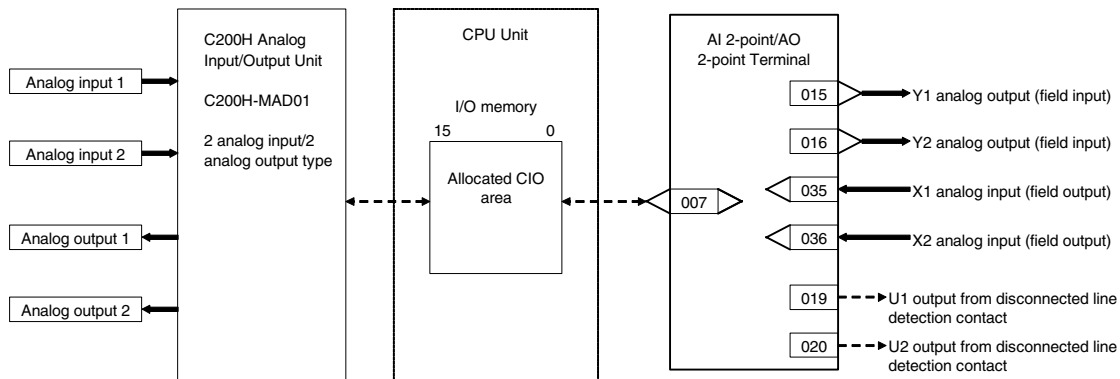 Analog input 1
Analog input 2
Analog output 1
Analog output 2
C200H Analog
Input/Output Unit
C200H-MAD01
2 analog input/2
analog output type
CPU Unit
I/O memory
15 0
Allocated CIO
area
AI 2-point/AO
2-point Terminal
007
015
Y1 analog output (field input)
016
Y2 analog output (field input)
035
X1 analog input (field output)
036
X2 analog input (field output)
019
U1 output from disconnected line
detection contact
020
U2 output from disconnected line
detection contact